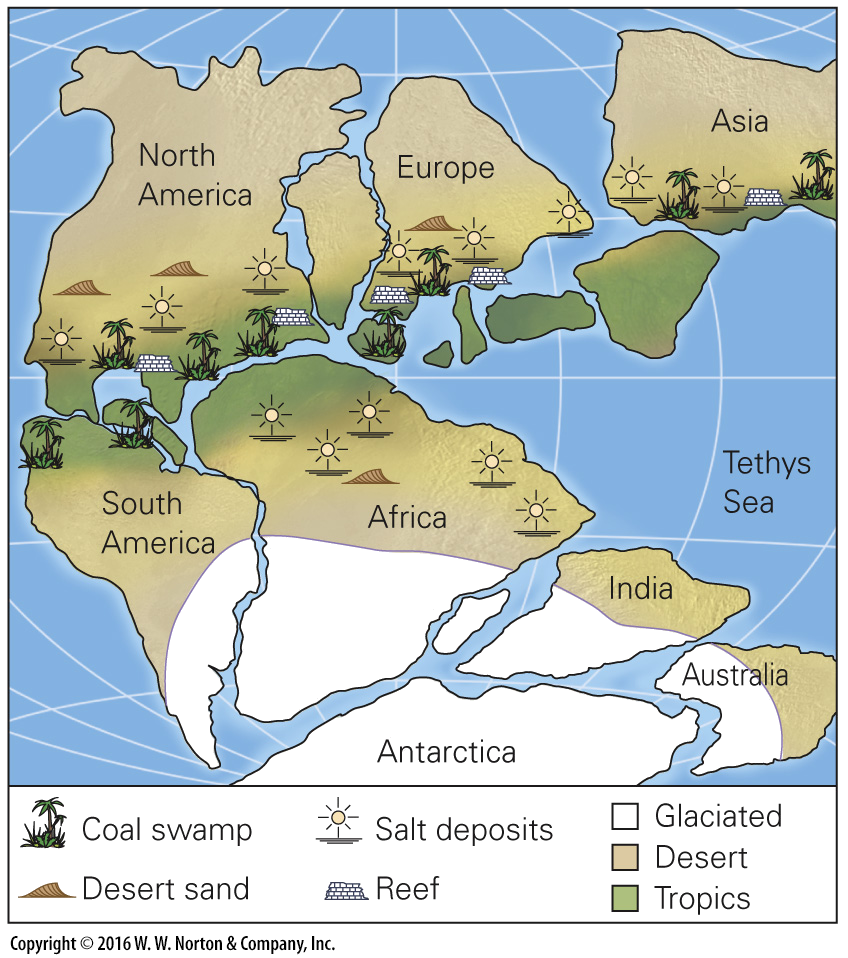 North
America
Europe
Asia
Tethys
Sea
South
America
Africa
India
Australia
Antarctica
Coal swamp
Salt deposits
Glaciated
Desert
Desert sand
Reef
Tropics
Copyright © 2016 W. W. Norton & Company, Inc.